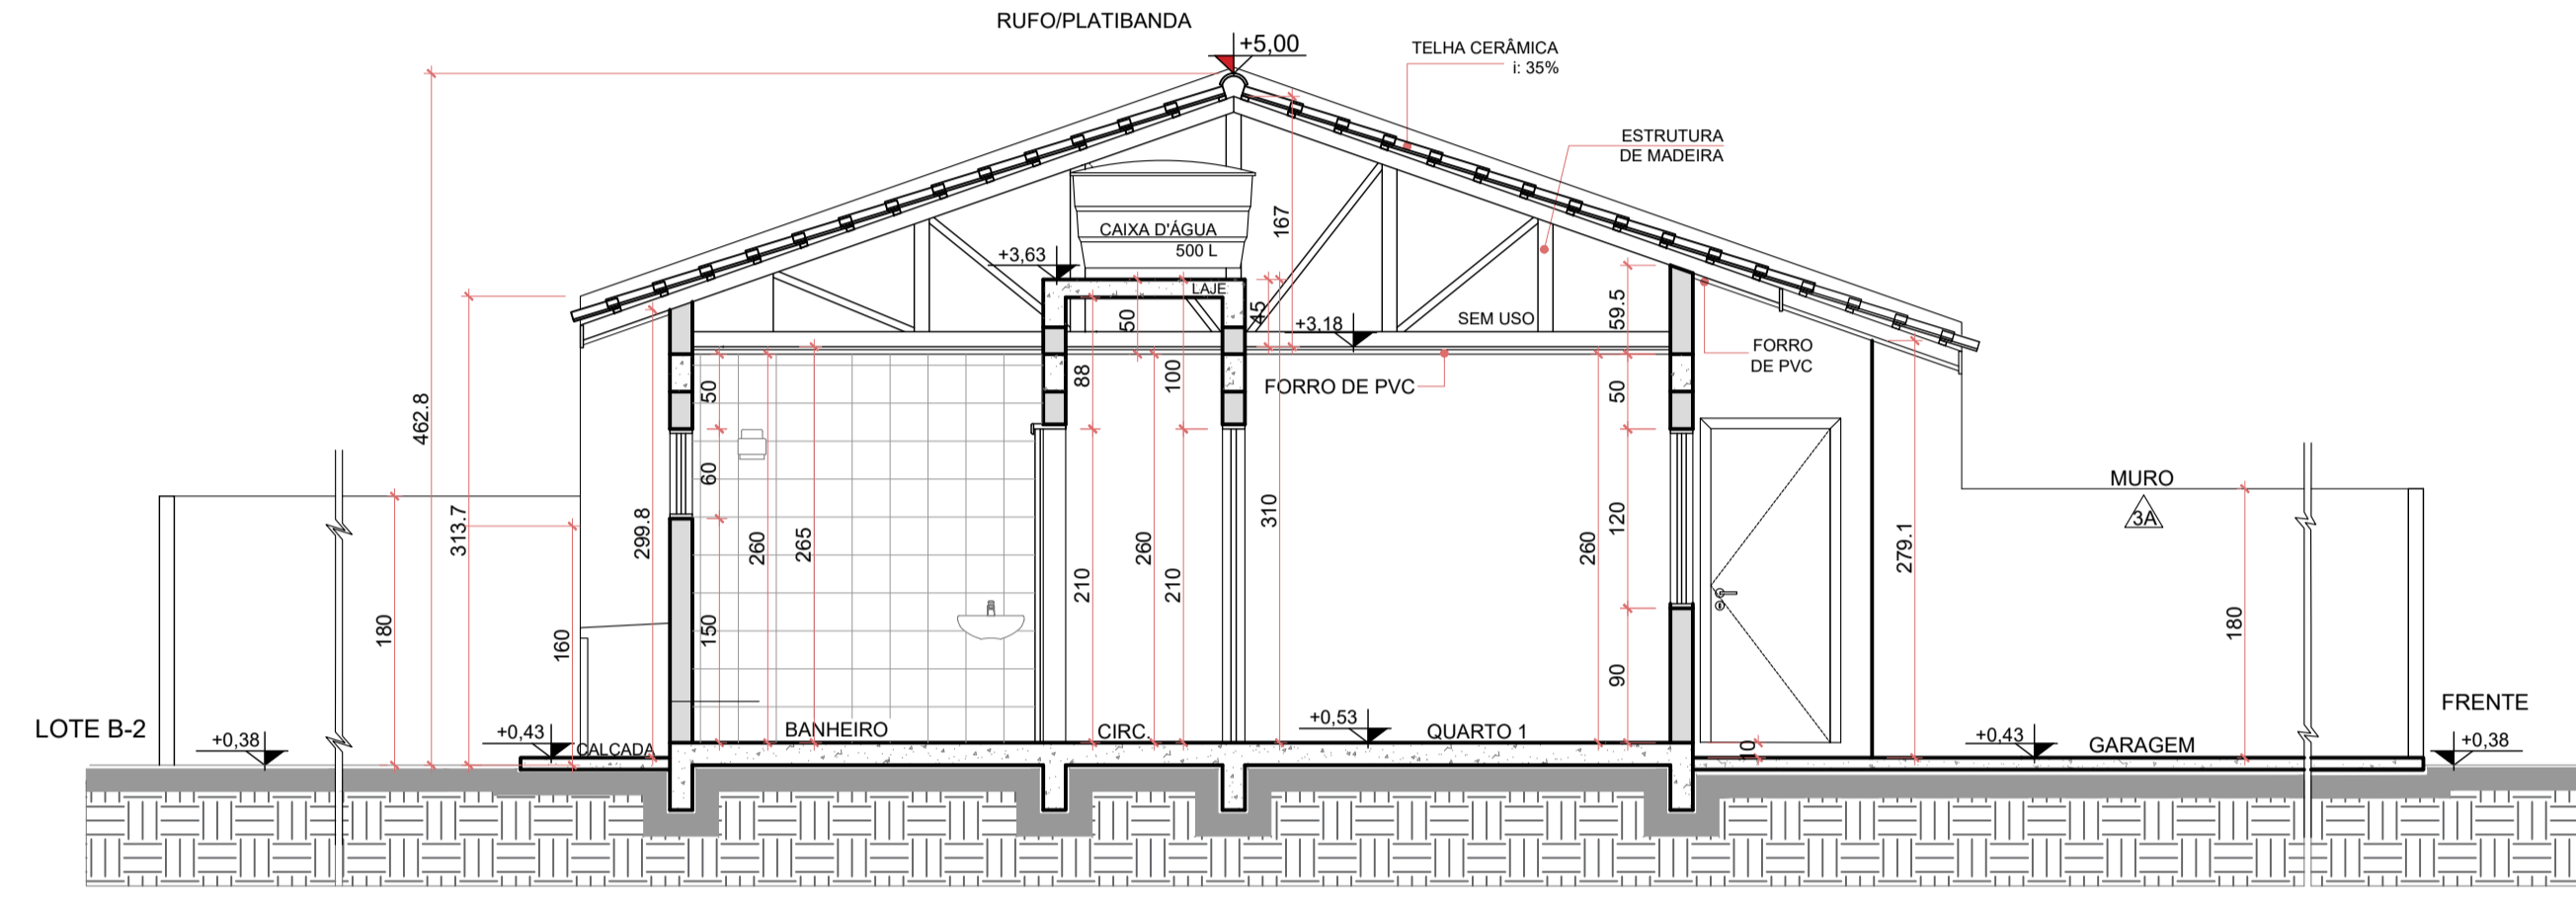 RUFO/PLATIBANDA
+5,00
TELHA CERÂMICA
i: 35%
ESTRUTURA
DE MADEIRA
167
CAIXA D'ÁGUA
500 L
+3,63
LAJE
50
45
+3,18
SEM USO
59.5
FORRO
DE PVC
FORRO DE PVC
88
100
50
50
462.8
313.7
299.8
60
260
265
260
310
260
120
279.1
MURO
3A
180
160
150
210
210
90
180
LOTE B-2
+0,38
+0,43
CALCADA
BANHEIRO
CIRC.
+0,53
QUARTO 1
10
+0,43
GARAGEM
FRENTE
+0,38